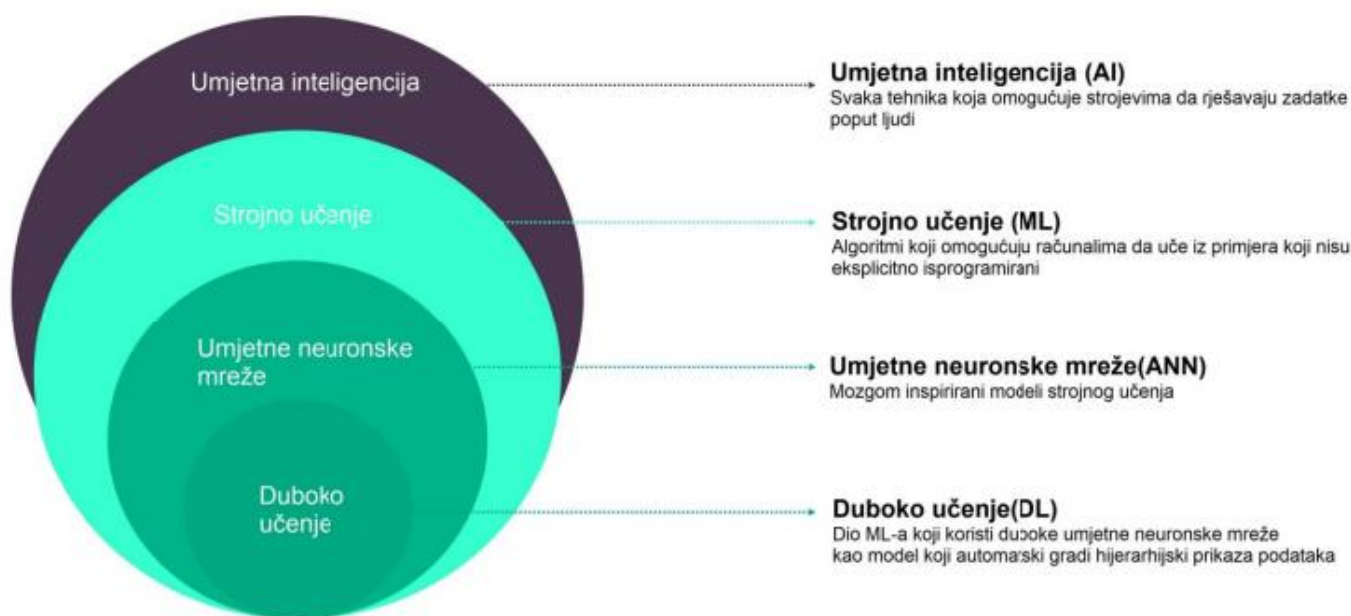 Umjetna inteligencija
Strojno učenje
Umjetne neuronske
mreže
Duboko
učenje
Umjetna inteligencija (AI)
Svaka tehnika koja omogućuje strojevima da rješavaju zadatke
poput ljudi
Strojno učenje (ML)
Algoritmi koji omogućuju računalima da uče iz primjera koji nisu
eksplicitno isprogramirani
Umjetne neuronske mreže(ANN)
Mozgom inspirirani modeli strojnog učenja
Duboko učenje(DL)
Dio ML-a koji koristi duboke umjetne neuronske mreže
kao model koji automatski gradi hijerarhijski prikaza podataka